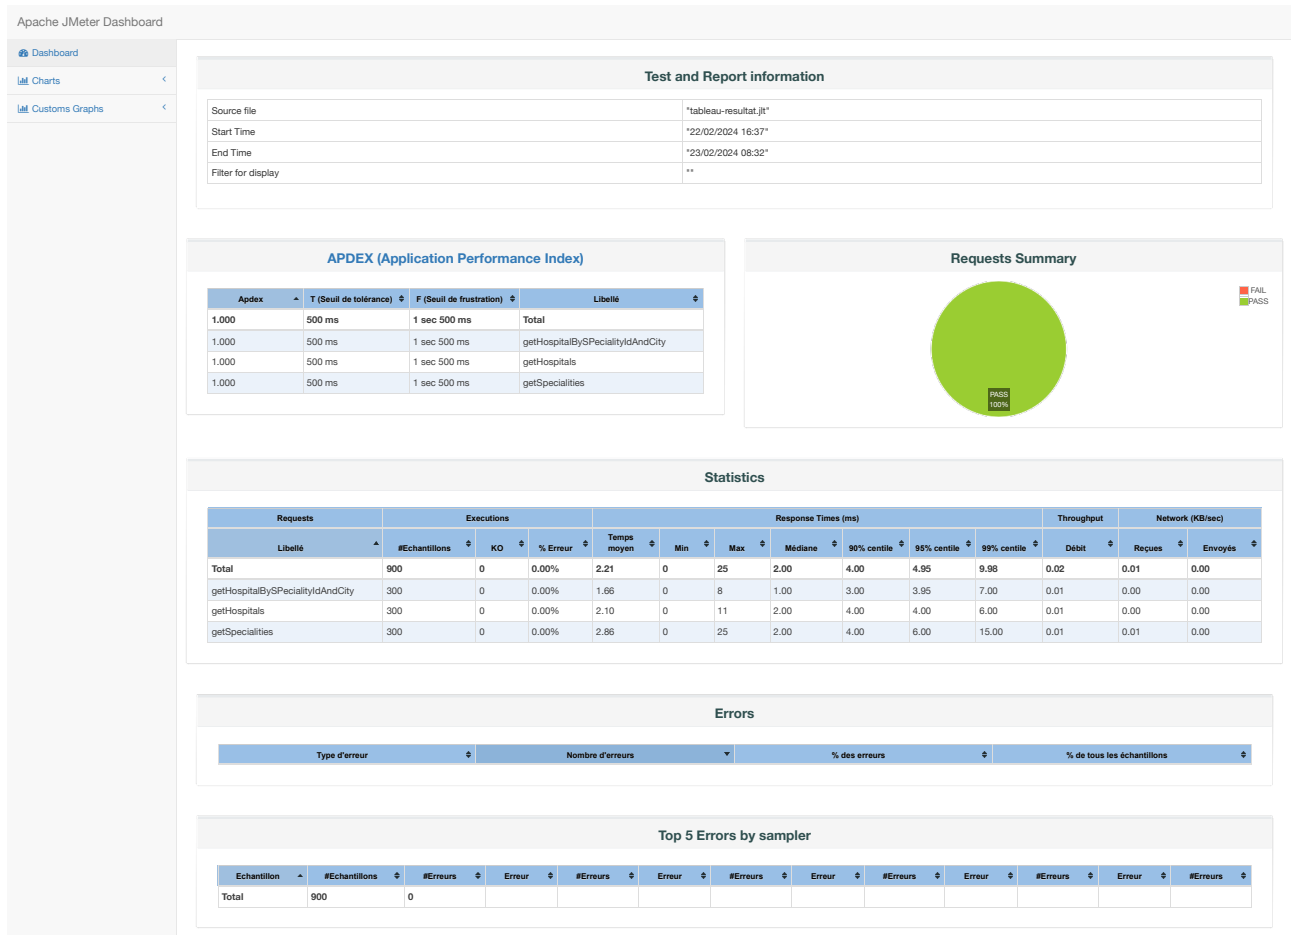 Apache JMeter Dashboard
Dashboard
Charts
Customs Graphs
Test and Report information
Source file "tableau-resultat.jlt"
Start Time "22/02/2024 16:37"
End Time "23/02/2024 08:32"
Filter for display ""
APDEX (Application Performance Index)
Apdex T (Seuil de tolérance) F (Seuil de frustration) Libellé
1.000 500 ms 1 sec 500 ms Total
1.000 500 ms 1 sec 500 ms getHospitalBySPecialityIdAndCity
1.000 500 ms 1 sec 500 ms getHospitals
1.000 500 ms 1 sec 500 ms getSpecialities
Requests Summary
FAIL
PASS
PASS
100%
Statistics
Requests Executions Response Times (ms) Throughput Network (KB/sec)
Libellé #Echantillons KO % Erreur Temps moyen Min Max Médiane 90% centile 95% centile 99% centile Débit Reçues Envoyés
Total 900 0 0.00% 2.21 0 25 2.00 4.00 4.95 9.98 0.02 0.01 0.00
getHospitalBySPecialityIdAndCity 300 0 0.00% 1.66 0 8 1.00 3.00 3.95 7.00 0.01 0.00 0.00
getHospitals 300 0 0.00% 2.10 0 11 2.00 4.00 4.00 6.00 0.01 0.00 0.00
getSpecialities 300 0 0.00% 2.86 0 25 2.00 4.00 6.00 15.00 0.01 0.01 0.00
Errors
Type d'erreur Nombre d'erreurs % des erreurs % de tous les échantillons
Top 5 Errors by sampler
Echantillon #Echantillons #Erreurs Erreur #Erreurs Erreur #Erreurs Erreur #Erreurs Erreur #Erreurs Erreur #Erreurs
Total 900 0